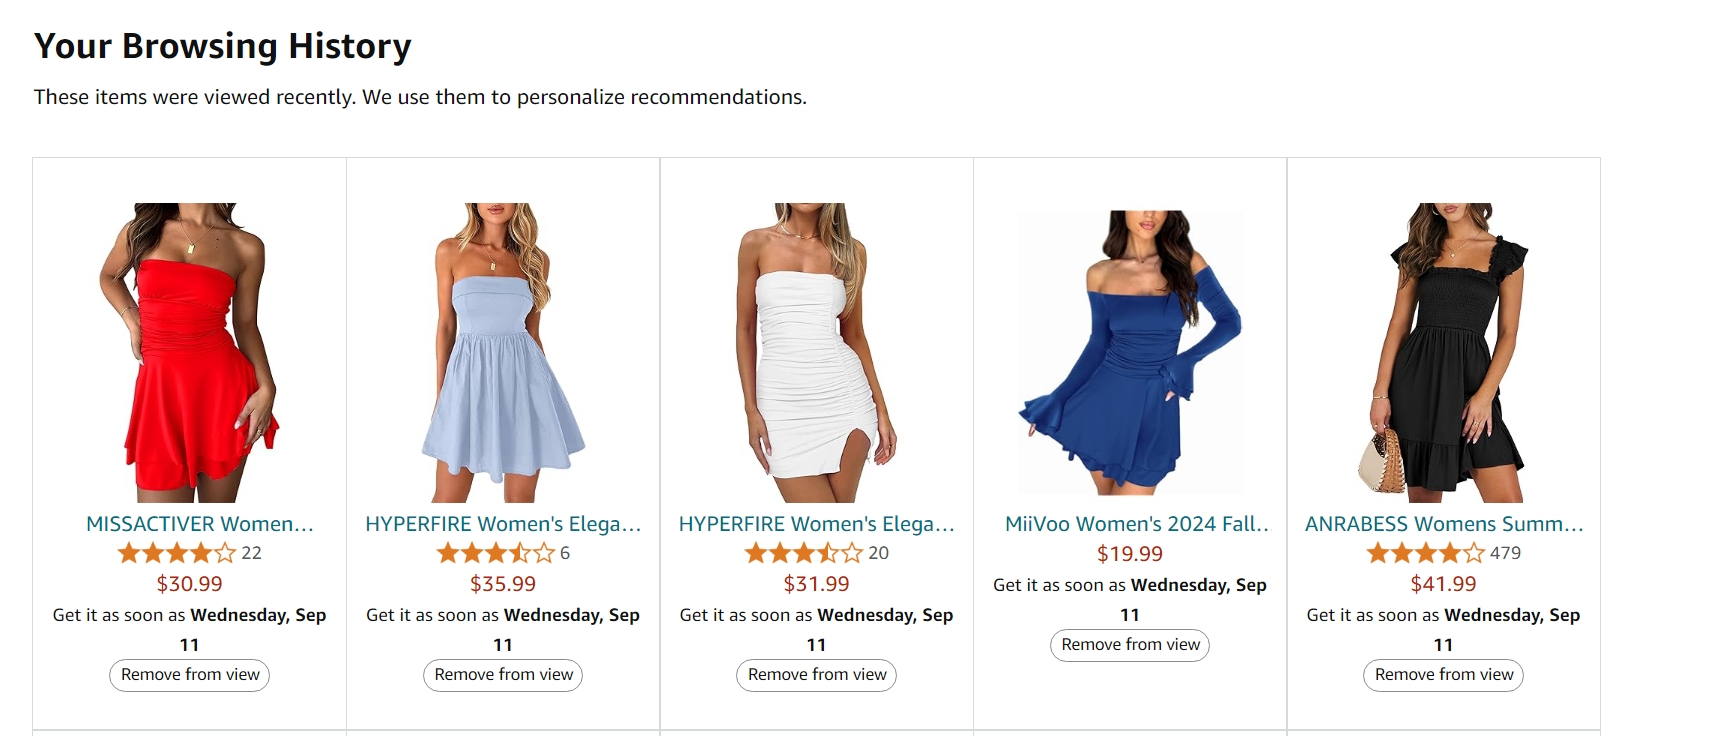 Your Browsing History
These items were viewed recently. We use them to personalize recommendations.
MISSACTIVER Women...
22
$30.99
Get it as soon as Wednesday, Sep
11
Remove from view
HYPERFIRE Women's Elega...
6
$35.99
Get it as soon as Wednesday, Sep
11
Remove from view
HYPERFIRE Women's Elega...
20
$31.99
Get it as soon as Wednesday, Sep
11
Remove from view
MiiVoo Women's 2024 Fall..
$19.99
Get it as soon as Wednesday, Sep
11
Remove from view
ANRABESS Womens Summ...
479
$41.99
Get it as soon as Wednesday, Sep
11
Remove from view